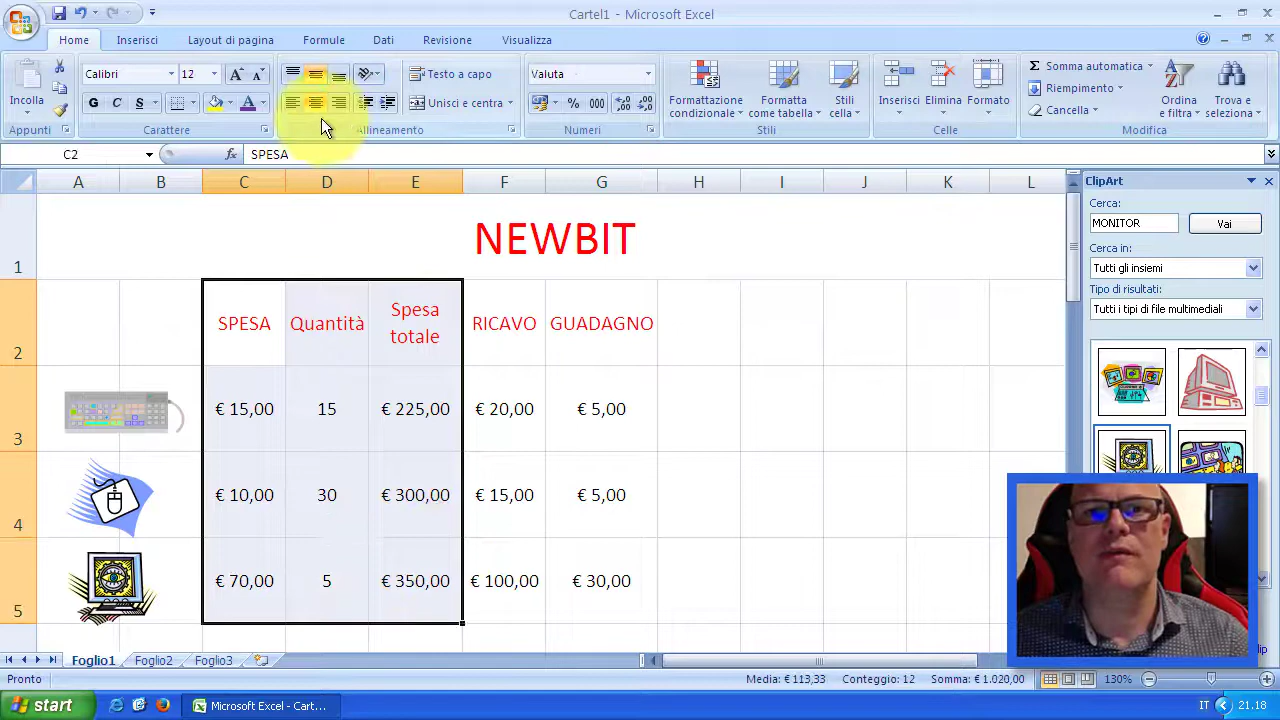 Cartel1 - Microsoft Excel
Home Inserisci Layout di pagina Formule Dati Revisione Visualizza
Incolla
Appunti
Calibri 12
G C S
Carattere
Testo a capo
Unisci e centra
Allineamento
Valuta
% 000
Numeri
Formattazione condizionale
Formatta come tabella
Stili cella
Stili
Inserisci Elimina Formato
Celle
Somma automatica
Riempimento
Cancella
Ordina e filtra
Trova e seleziona
Modifica
C2 fx SPESA
A B C D E F G H I J K L
1 NEWBIT
2 SPESA Quantità Spesa totale RICAVO GUADAGNO
3 € 15,00 15 € 225,00 € 20,00 € 5,00
4 € 10,00 30 € 300,00 € 15,00 € 5,00
5 € 70,00 5 € 350,00 € 100,00 € 30,00
ClipArt
Cerca:
MONITOR Vai
Cerca in:
Tutti gli insiemi
Tipo di risultati:
Tutti i tipi di file multimediali
Foglio1 Foglio2 Foglio3
Pronto Media: € 113,33 Conteggio: 12 Somma: € 1.020,00 130%
start Microsoft Excel - Cart... IT 21.18